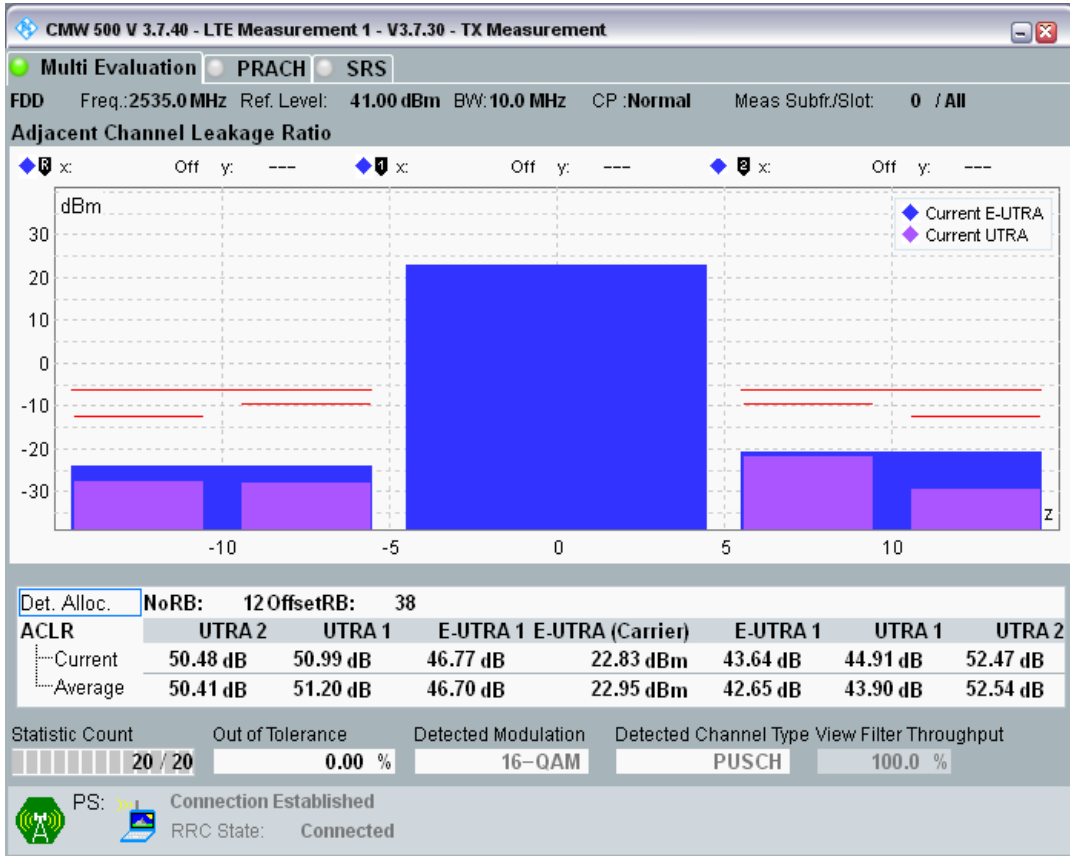 CMW 500 V 3.7.40 - LTE Measurement 1 - V3.7.30 - TX Measurement
Multi Evaluation PRACH SRS
FDD Freq.:2535.0 MHz Ref. Level: 41.00 dBm BW:10.0 MHz CP :Normal Meas Subfr./Slot: 0 / All
Adjacent Channel Leakage Ratio
R x: Off y: --- 1 x: Off y: --- 2 x: Off y: ---
dBm
Current E-UTRA
Current UTRA
30
20
10
0
-10
-20
-30
z
-10 -5 0 5 10
Det. Alloc. NoRB: 12 OffsetRB: 38
ACLR UTRA 2 UTRA 1 E-UTRA 1 E-UTRA (Carrier) E-UTRA 1 UTRA 1 UTRA 2
Current 50.48 dB 50.99 dB 46.77 dB 22.83 dBm 43.64 dB 44.91 dB 52.47 dB
Average 50.41 dB 51.20 dB 46.70 dB 22.95 dBm 42.65 dB 43.90 dB 52.54 dB
Statistic Count Out of Tolerance Detected Modulation Detected Channel Type View Filter Throughput
20 / 20 0.00 % 16-QAM PUSCH 100.0 %
PS: Connection Established
RRC State: Connected